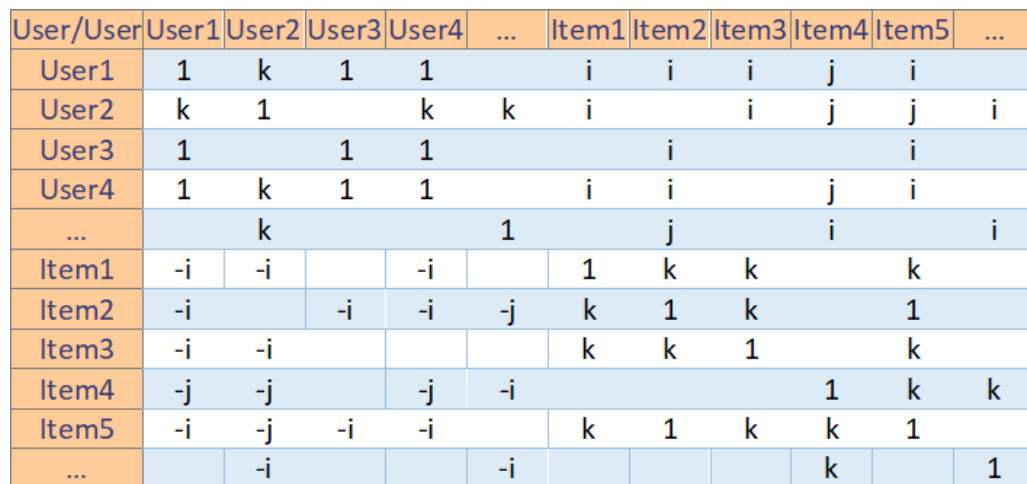 User/User User1 User2 User3 User4 ... Item1 Item2 Item3 Item4 Item5 ...
User1 1 k 1 1 i i i j i
User2 k 1 k k i i j j i
User3 1 1 1 i i
User4 1 k 1 1 i i j i
... k 1 j i i
Item1 -i -i -i 1 k k k
Item2 -i -i -i -j k 1 k 1
Item3 -i -i k k 1 k
Item4 -j -j -j -i 1 k k
Item5 -i -j -i -i k 1 k k 1
... -i -i k 1